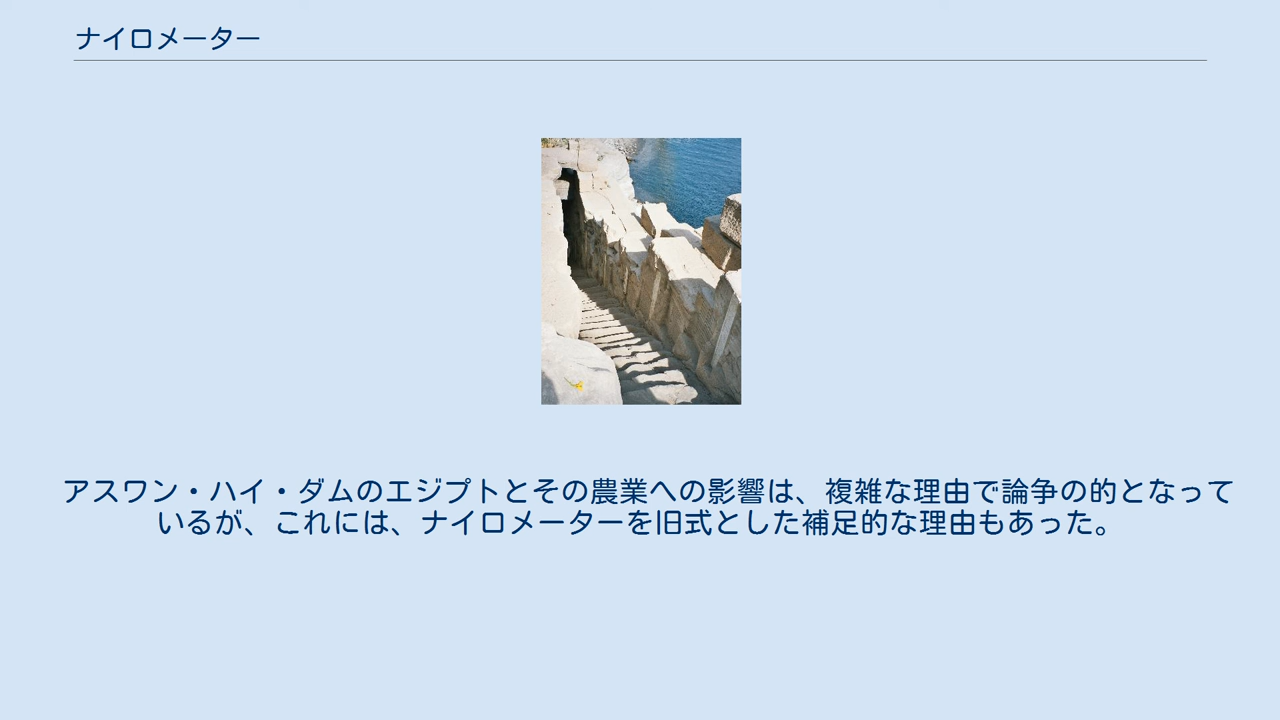 ナイロメーター
アスワン・ハイ・ダムのエジプトとその農業への影響は、複雑な理由で論争の的となって
いるが、これには、ナイロメーターを旧式とした補足的な理由もあった。